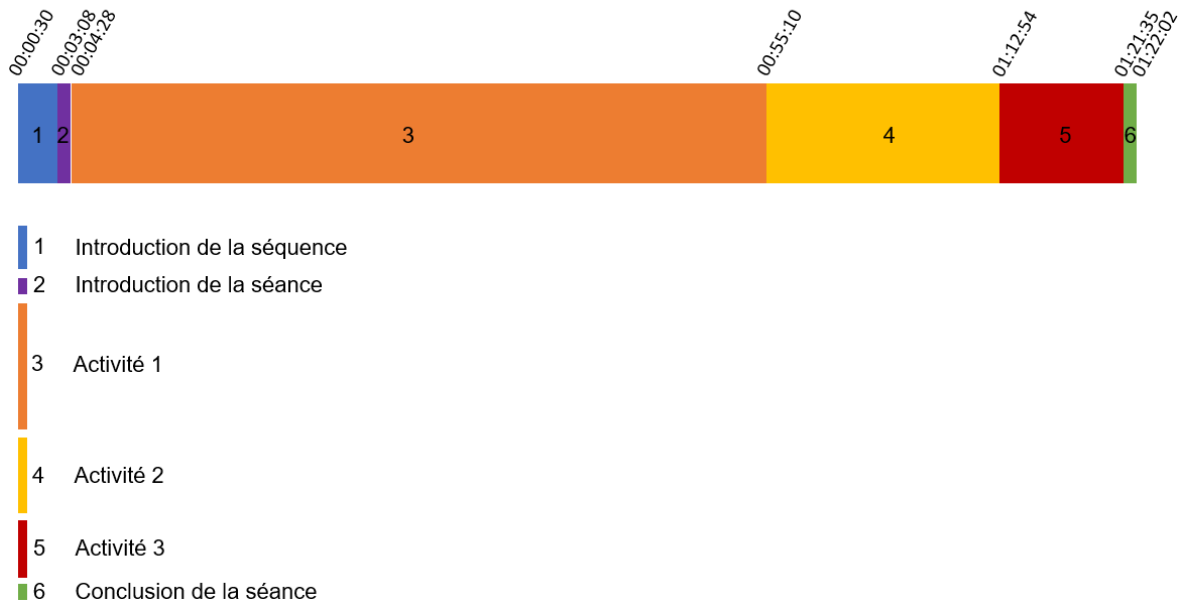 00:00:30
00:03:08
00:04:28
00:55:10
01:12:54
01:21:35
01:22:02
1
2
3
4
5
6
1 Introduction de la séquence
2 Introduction de la séance
3 Activité 1
4 Activité 2
5 Activité 3
6 Conclusion de la séance